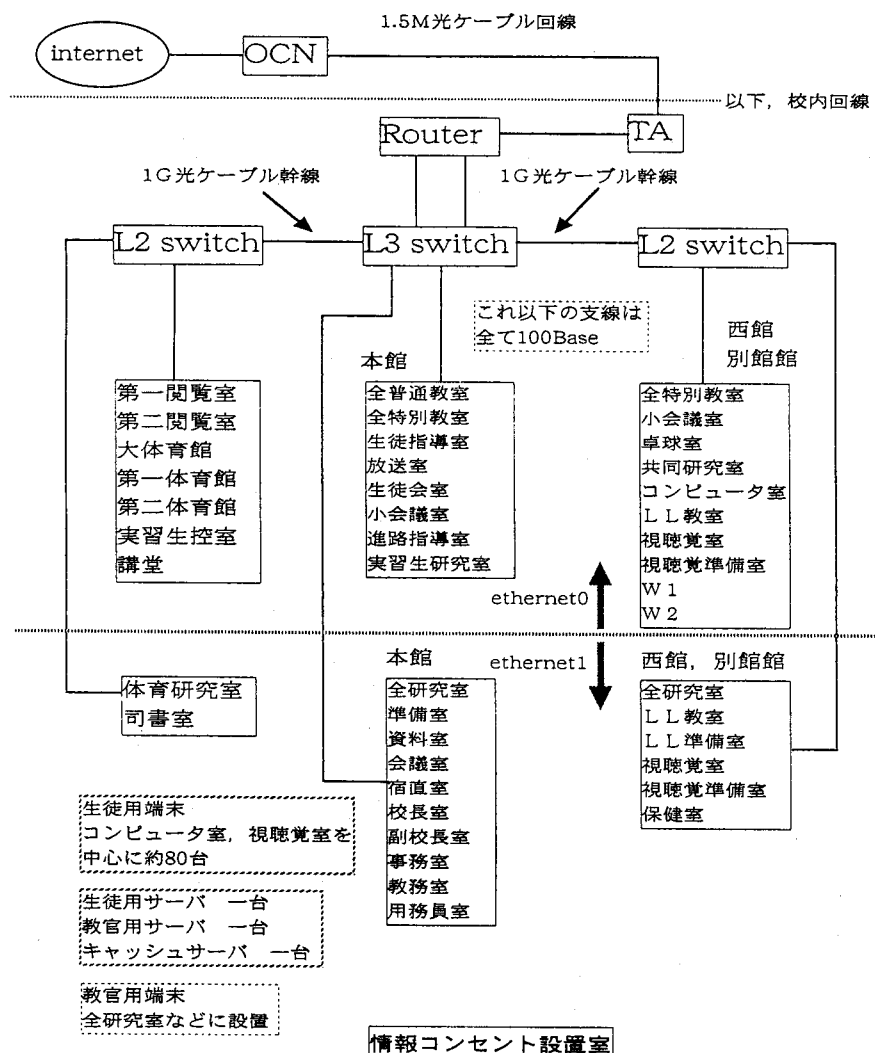 1.5M光ケーブル回線
internet
OCN
以下，校内回線
Router
TA
1G光ケーブル幹線
1G光ケーブル幹線
L2 switch
L3 switch
L2 switch
これ以下の支線は
全て100Base
西館
別館館
本館
第一閲覧室
第二閲覧室
大体育館
第一体育館
第二体育館
実習生控室
講堂
全普通教室
全特別教室
生徒指導室
放送室
生徒会室
小会議室
進路指導室
実習生研究室
全特別教室
小会議室
卓球室
共同研究室
コンピュータ室
ＬＬ教室
視聴覚室
視聴覚準備室
Ｗ１
Ｗ２
ethernet0
ethernet1
体育研究室
司書室
本館
全研究室
準備室
資料室
会議室
宿直室
校長室
副校長室
事務室
教務室
用務員室
西館，別館館
全研究室
ＬＬ教室
ＬＬ準備室
視聴覚室
視聴覚準備室
保健室
生徒用端末
コンピュータ室，視聴覚室を
中心に約80台
生徒用サーバ　一台
教官用サーバ　一台
キャッシュサーバ　一台
教官用端末
全研究室などに設置
情報コンセント設置室